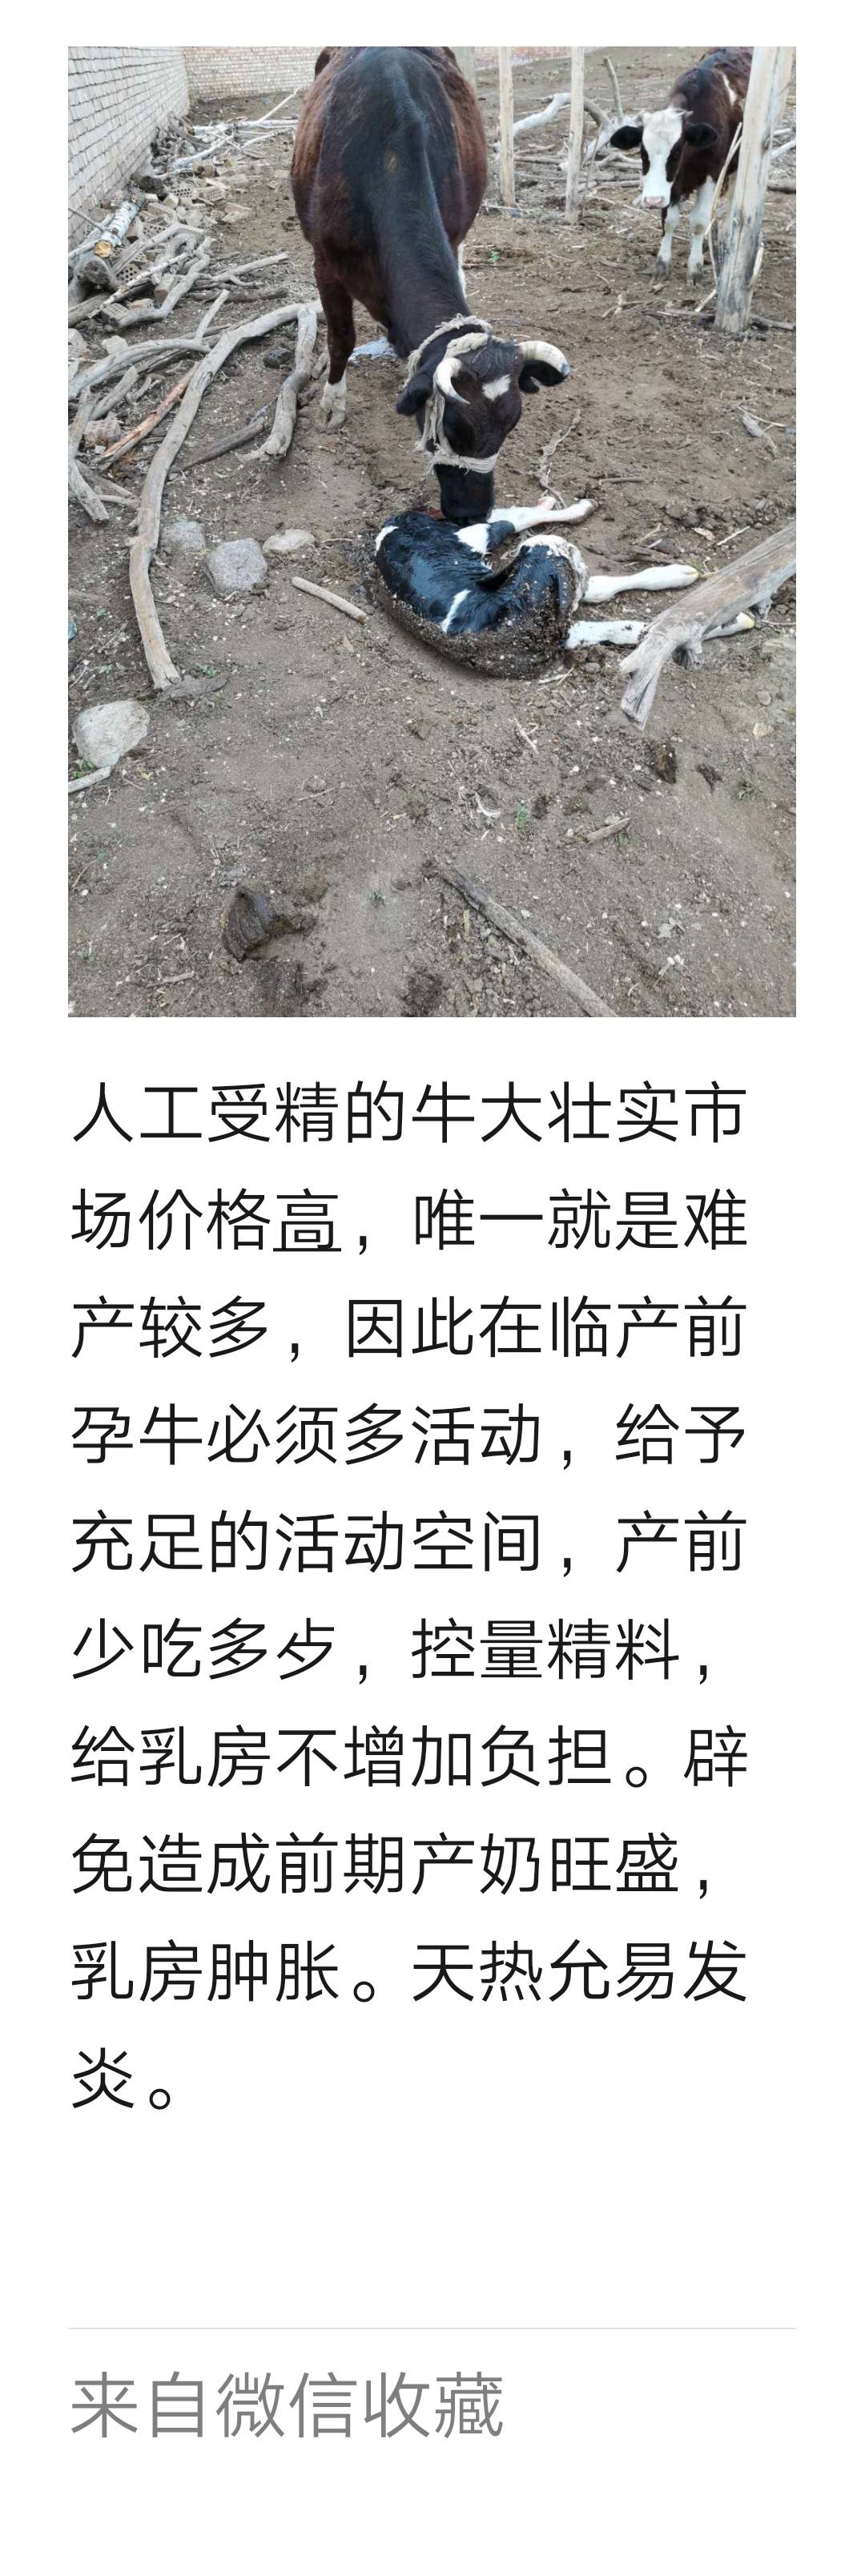 人工受精的牛大壮实市
场价格高，唯一就是难
产较多，因此在临产前
孕牛必须多活动，给予
充足的活动空间，产前
少吃多歺，控量精料，
给乳房不增加负担。辟
免造成前期产奶旺盛，
乳房肿胀。天热允易发
炎。
来自微信收藏